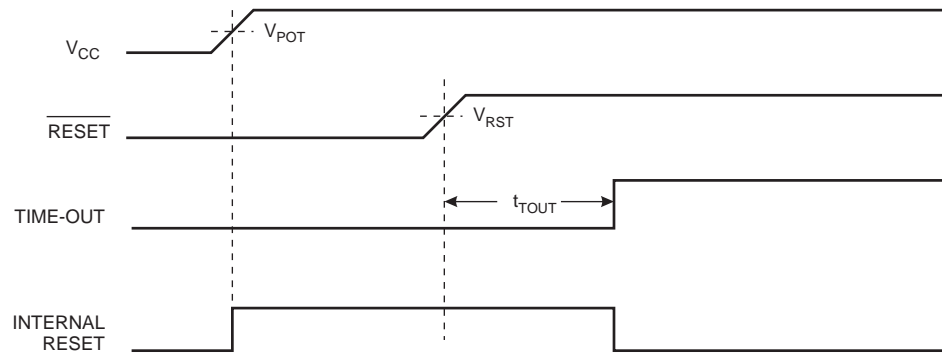 V_CC
V_POT
RESET
V_RST
TIME-OUT
t_TOUT
INTERNAL
RESET